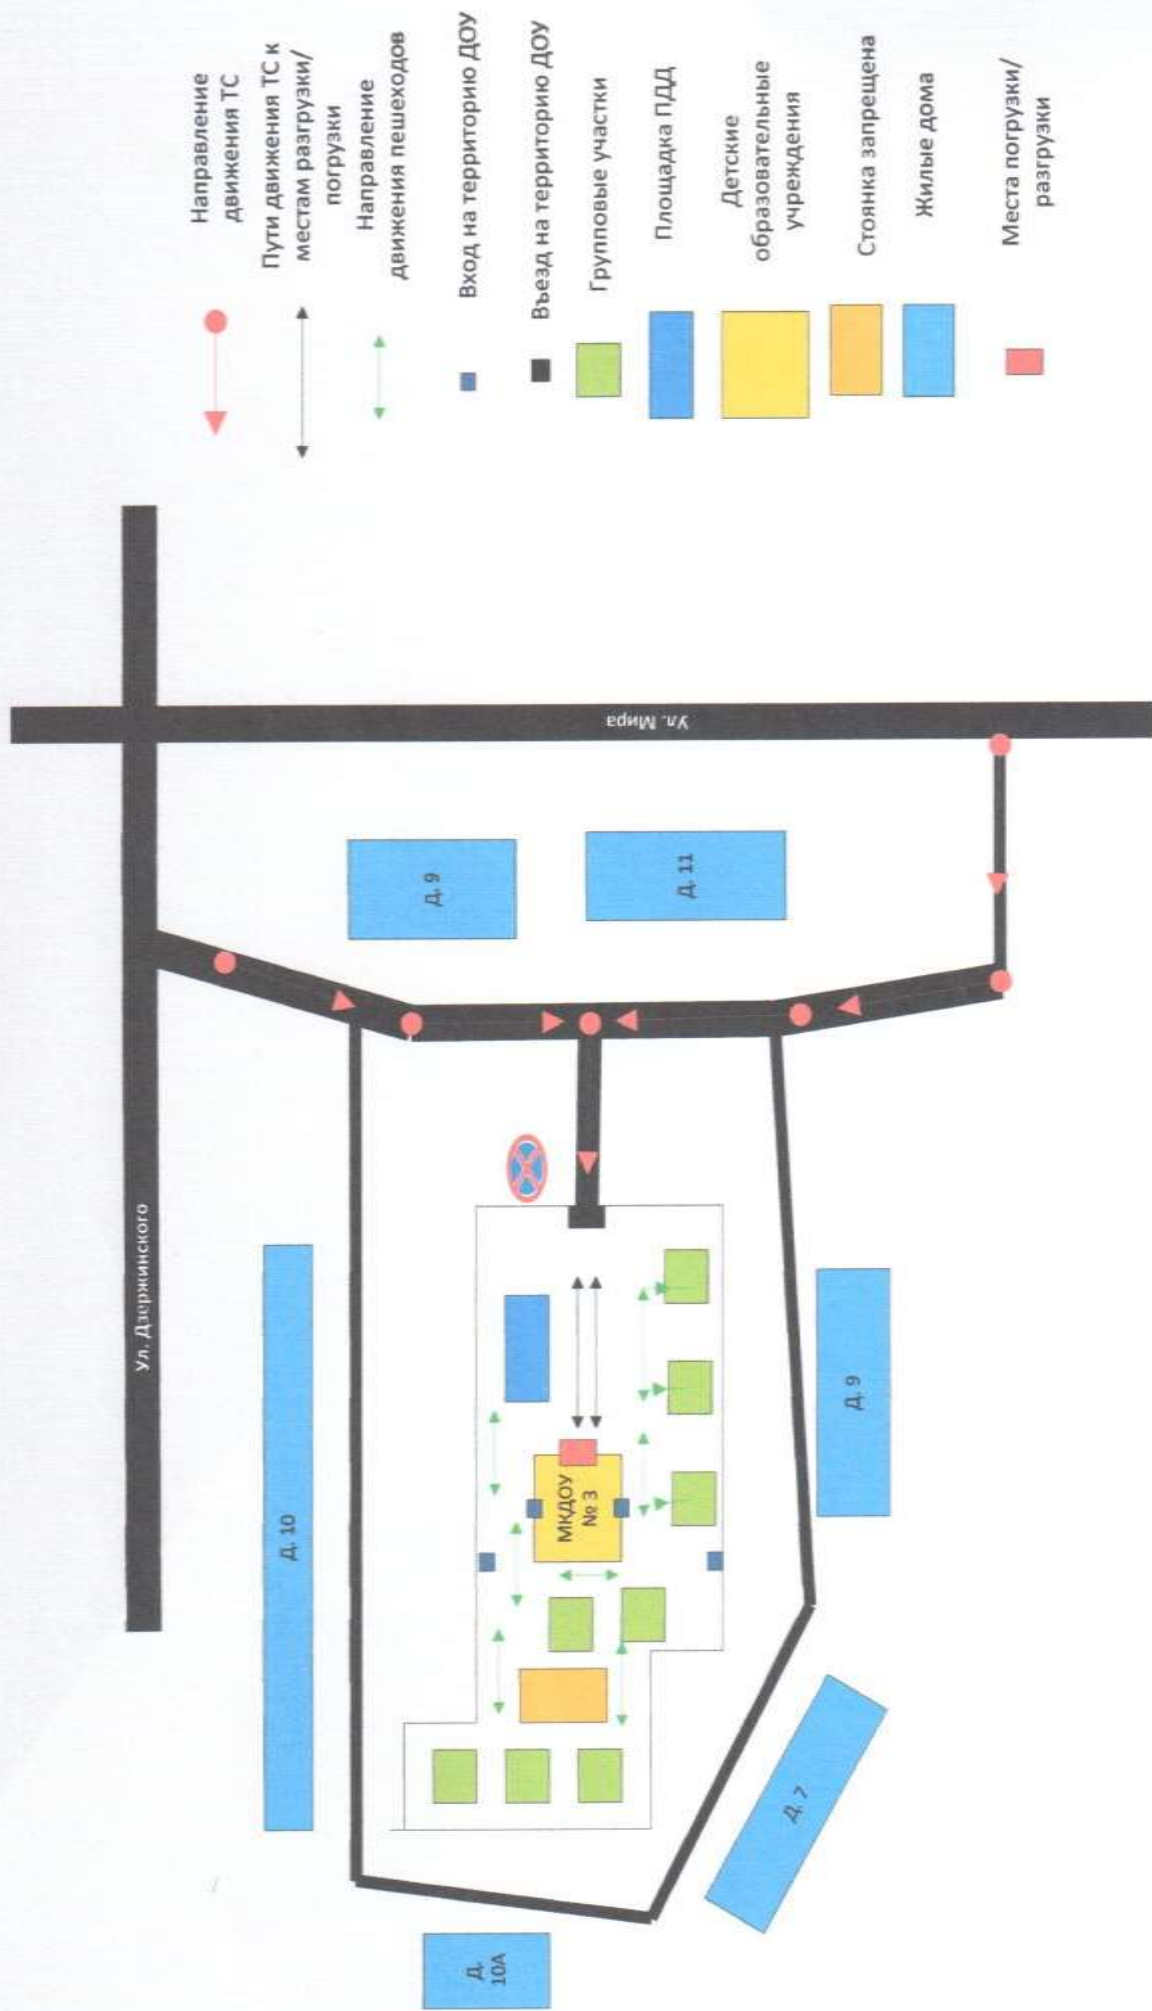 Ул. Дзержинского
Ул. Мира
Д. 10
Д. 9
Д. 11
МКДОУ
№ 3
Д.
10А
Д. 7
Д. 9
Направление
движения ТС
Пути движения ТС к
местам разгрузки/
погрузки
Направление
движения пешеходов
Вход на территорию ДОУ
Въезд на территорию ДОУ
Групповые участки
Площадка ПДД
Детские
образовательные
учреждения
Стоянка запрещена
Жилые дома
Места погрузки/
разгрузки